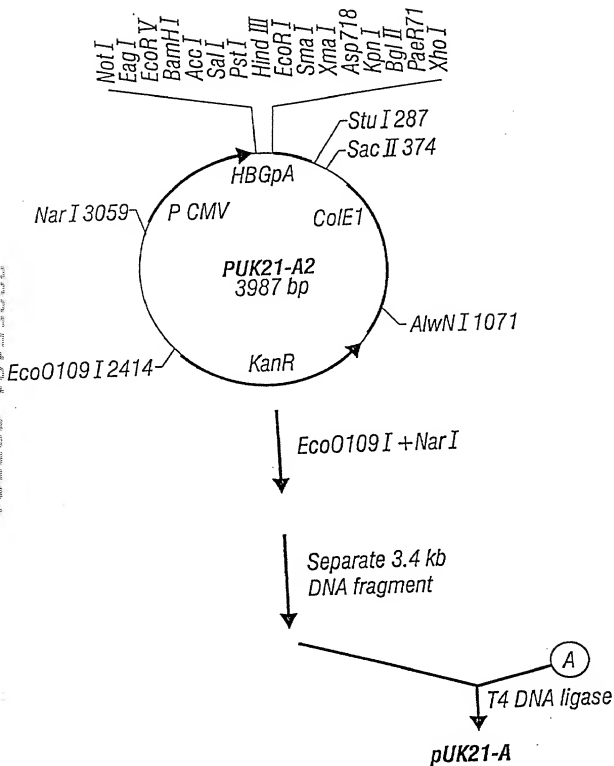 Not I
Eag I
EcoR V
BamH I
Acc I
Sal I
Pst I
Hind III
EcoR I
Sma I
Xma I
Asp718
Kpn I
Bgl II
PaeR71
Xho I
Stu I 287
Sac II 374
HBGpA
P CMV
ColE1
Nar I 3059
PUK21-A2
3987 bp
AlwN I 1071
EcoO109 I 2414
KanR
EcoO109 I + Nar I
Separate 3.4 kb
DNA fragment
A
T4 DNA ligase
pUK21-A